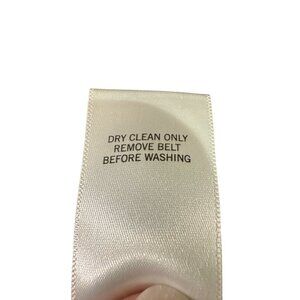 DRY CLEAN ONLY
REMOVE BELT
BEFORE WASHING